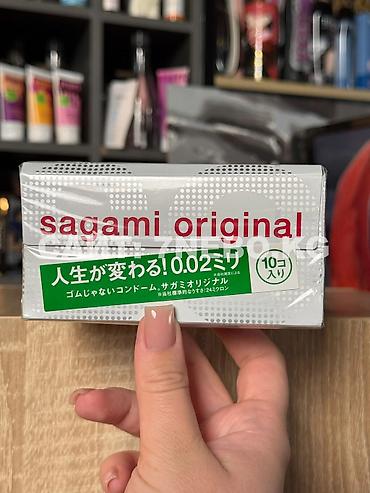 sagami original
人生が変わる! 0.02ミリ
10コ
入り
ゴムじゃないコンドーム。サガミオリジナル